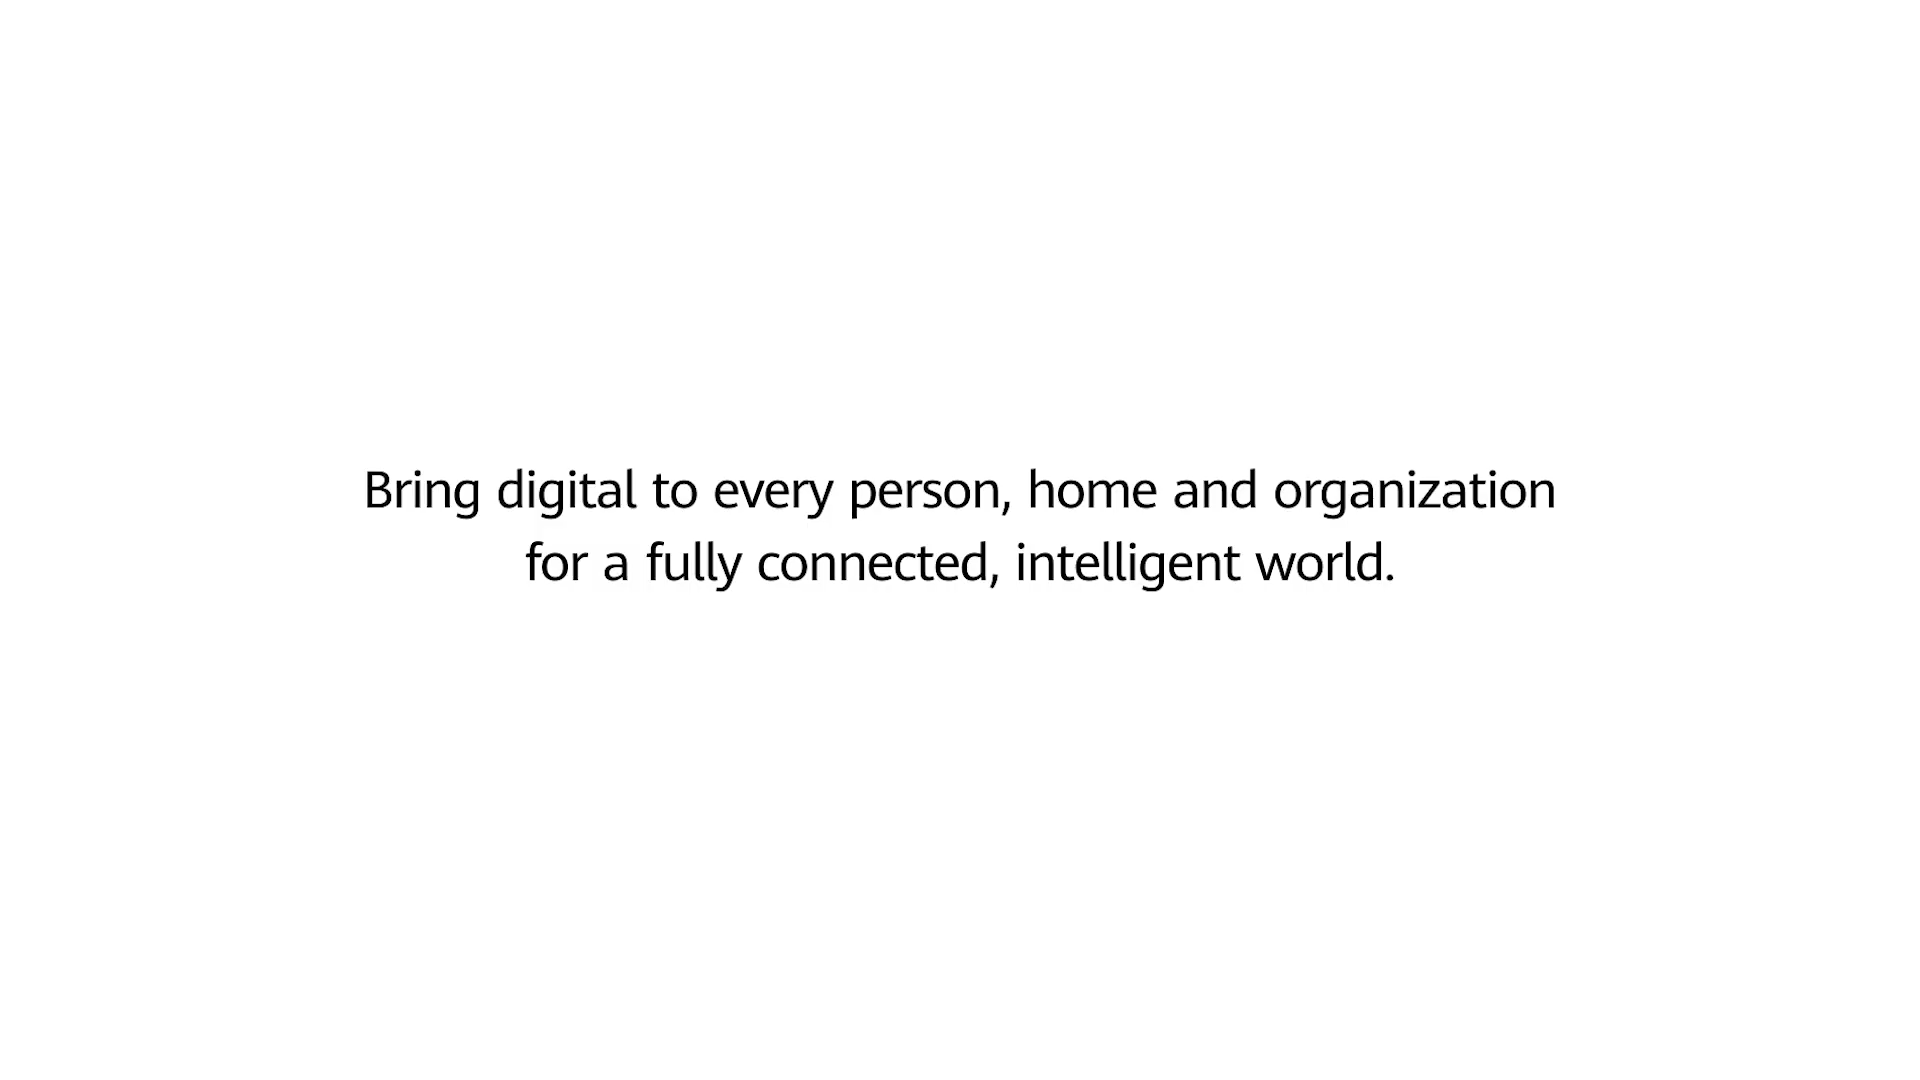 Bring digital to every person, home and organization
for a fully connected, intelligent world.